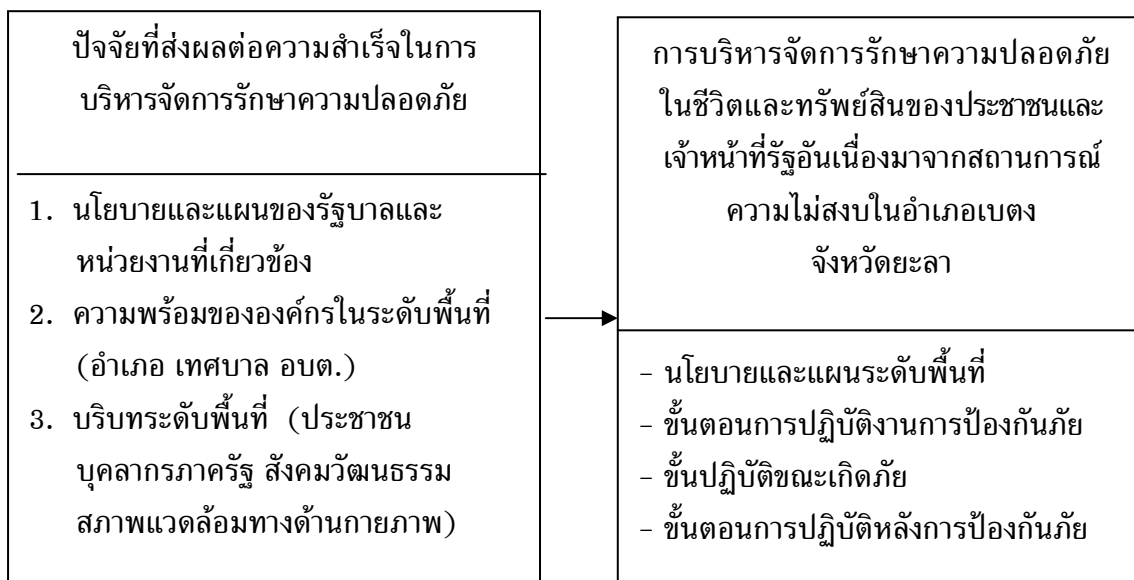 ปัจจัยที่ส่งผลต่อความสำเร็จในการ
บริหารจัดการรักษาความปลอดภัย
1. นโยบายและแผนของรัฐบาลและ
หน่วยงานที่เกี่ยวข้อง
2. ความพร้อมขององค์กรในระดับพื้นที่
(อำเภอ เทศบาล อบต.)
3. บริบทระดับพื้นที่ (ประชาชน
บุคลากรภาครัฐ สังคมวัฒนธรรม
สภาพแวดล้อมทางด้านกายภาพ)
การบริหารจัดการรักษาความปลอดภัย
ในชีวิตและทรัพย์สินของประชาชนและ
เจ้าหน้าที่รัฐอันเนื่องมาจากสถานการณ์
ความไม่สงบในอำเภอเบตง
จังหวัดยะลา
- นโยบายและแผนระดับพื้นที่
- ขั้นตอนการปฏิบัติงานการป้องกันภัย
- ขั้นปฏิบัติขณะเกิดภัย
- ขั้นตอนการปฏิบัติหลังการป้องกันภัย